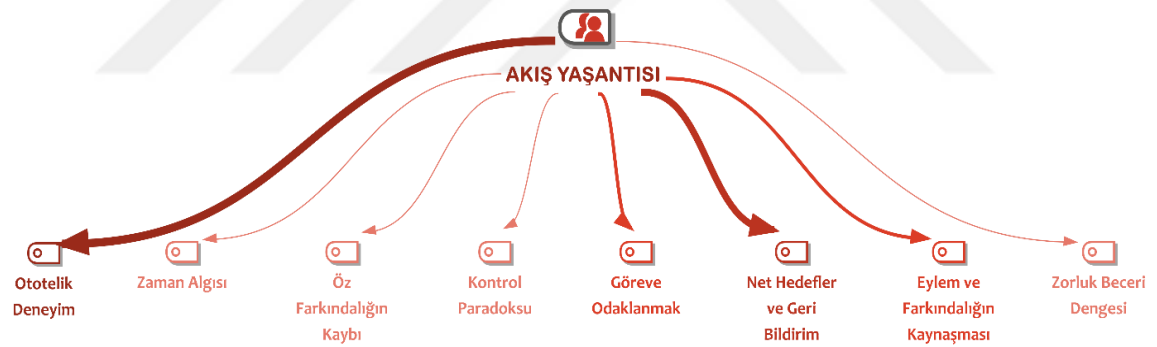 AKIŞ YAŞANTISI
Ototelik
Deneyim
Zaman Algısı
Öz
Farkındalığın
Kaybı
Kontrol
Paradoksu
Göreve
Odaklanmak
Net Hedefler
ve Geri
Bildirim
Eylem ve
Farkındalığın
Kaynaşması
Zorluk Beceri
Dengesi